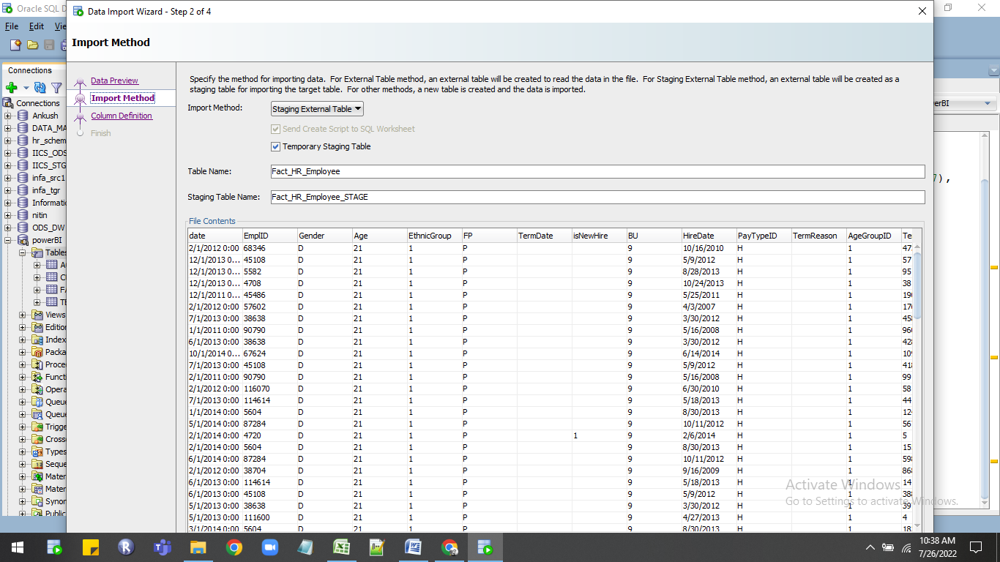 Oracle SQL D
Data Import Wizard - Step 2 of 4
File Edit Vie
Import Method
Connections
Connections
Ankush
DATA_MA
hr_schem
IICS_ODS
IICS_STG
infa_src1
infa_tgr
Informatic
nitin
ODS_DW
powerBI
Tables
Views
Edition
Index
Packa
Proce
Functi
Opera
Queue
Queue
Trigge
Cross
Types
Seque
Mater
Mater
Synon
Public
Data Preview
Import Method
Column Definition
Finish
Specify the method for importing data. For External Table method, an external table will be created to read the data in the file. For Staging External Table method, an external table will be created as a
staging table for importing the target table. For other methods, a new table is created and the data is imported.
Import Method: Staging External Table
Send Create Script to SQL Worksheet
Temporary Staging Table
Table Name: Fact_HR_Employee
Staging Table Name: Fact_HR_Employee_STAGE
File Contents
date EmplID Gender Age EthnicGroup FP TermDate isNewHire BU HireDate PayTypeID TermReason AgeGroupID Te
2/1/2012 0:00 68346 D 21 1 P 9 10/16/2010 H 1 47
12/1/2013 0... 45108 D 21 1 P 9 5/9/2012 H 1 57
12/1/2013 0... 5582 D 21 1 P 9 8/28/2013 H 1 95
12/1/2013 0... 4708 D 21 1 P 9 10/24/2013 H 1 38
12/1/2011 0... 45486 D 21 1 P 9 5/25/2011 H 1 19
2/1/2012 0:00 57602 D 21 1 P 9 4/3/2007 H 1 17
7/1/2013 0:00 38638 D 21 1 P 9 3/30/2012 H 1 45
1/1/2011 0:00 90790 D 21 1 P 9 5/16/2008 H 1 96
6/1/2013 0:00 38638 D 21 1 P 9 3/30/2012 H 1 42
10/1/2014 0... 67624 D 21 1 P 9 6/14/2014 H 1 10
7/1/2013 0:00 45108 D 21 1 P 9 5/9/2012 H 1 41
2/1/2011 0:00 90790 D 21 1 P 9 5/16/2008 H 1 99
2/1/2012 0:00 116070 D 21 1 P 9 6/30/2010 H 1 58
7/1/2013 0:00 114614 D 21 1 P 9 5/18/2013 H 1 44
1/1/2014 0:00 5604 D 21 1 P 9 8/30/2013 H 1 12
5/1/2014 0:00 87284 D 21 1 P 9 10/11/2012 H 1 56
2/1/2014 0:00 4720 D 21 1 P 1 9 2/6/2014 H 1 5
2/1/2014 0:00 5604 D 21 1 P 9 8/30/2013 H 1 15
6/1/2014 0:00 87284 D 21 1 P 9 10/11/2012 H 1 59
2/1/2012 0:00 38704 D 21 1 P 9 9/16/2009 H 1 86
6/1/2013 0:00 114614 D 21 1 P 9 5/18/2013 H 1 14
6/1/2013 0:00 45108 D 21 1 P 9 5/9/2012 H 1 38
5/1/2013 0:00 38638 D 21 1 P 9 3/30/2012 H 1 39
5/1/2013 0:00 111600 D 21 1 P 9 4/27/2013 H 1 4
3/1/2014 0:00 5604 D 21 1 P 9 8/30/2013 H 1 18
erBI
7),
Activate Windows
Go to Settings to activate Windows.
10:38 AM
7/26/2022